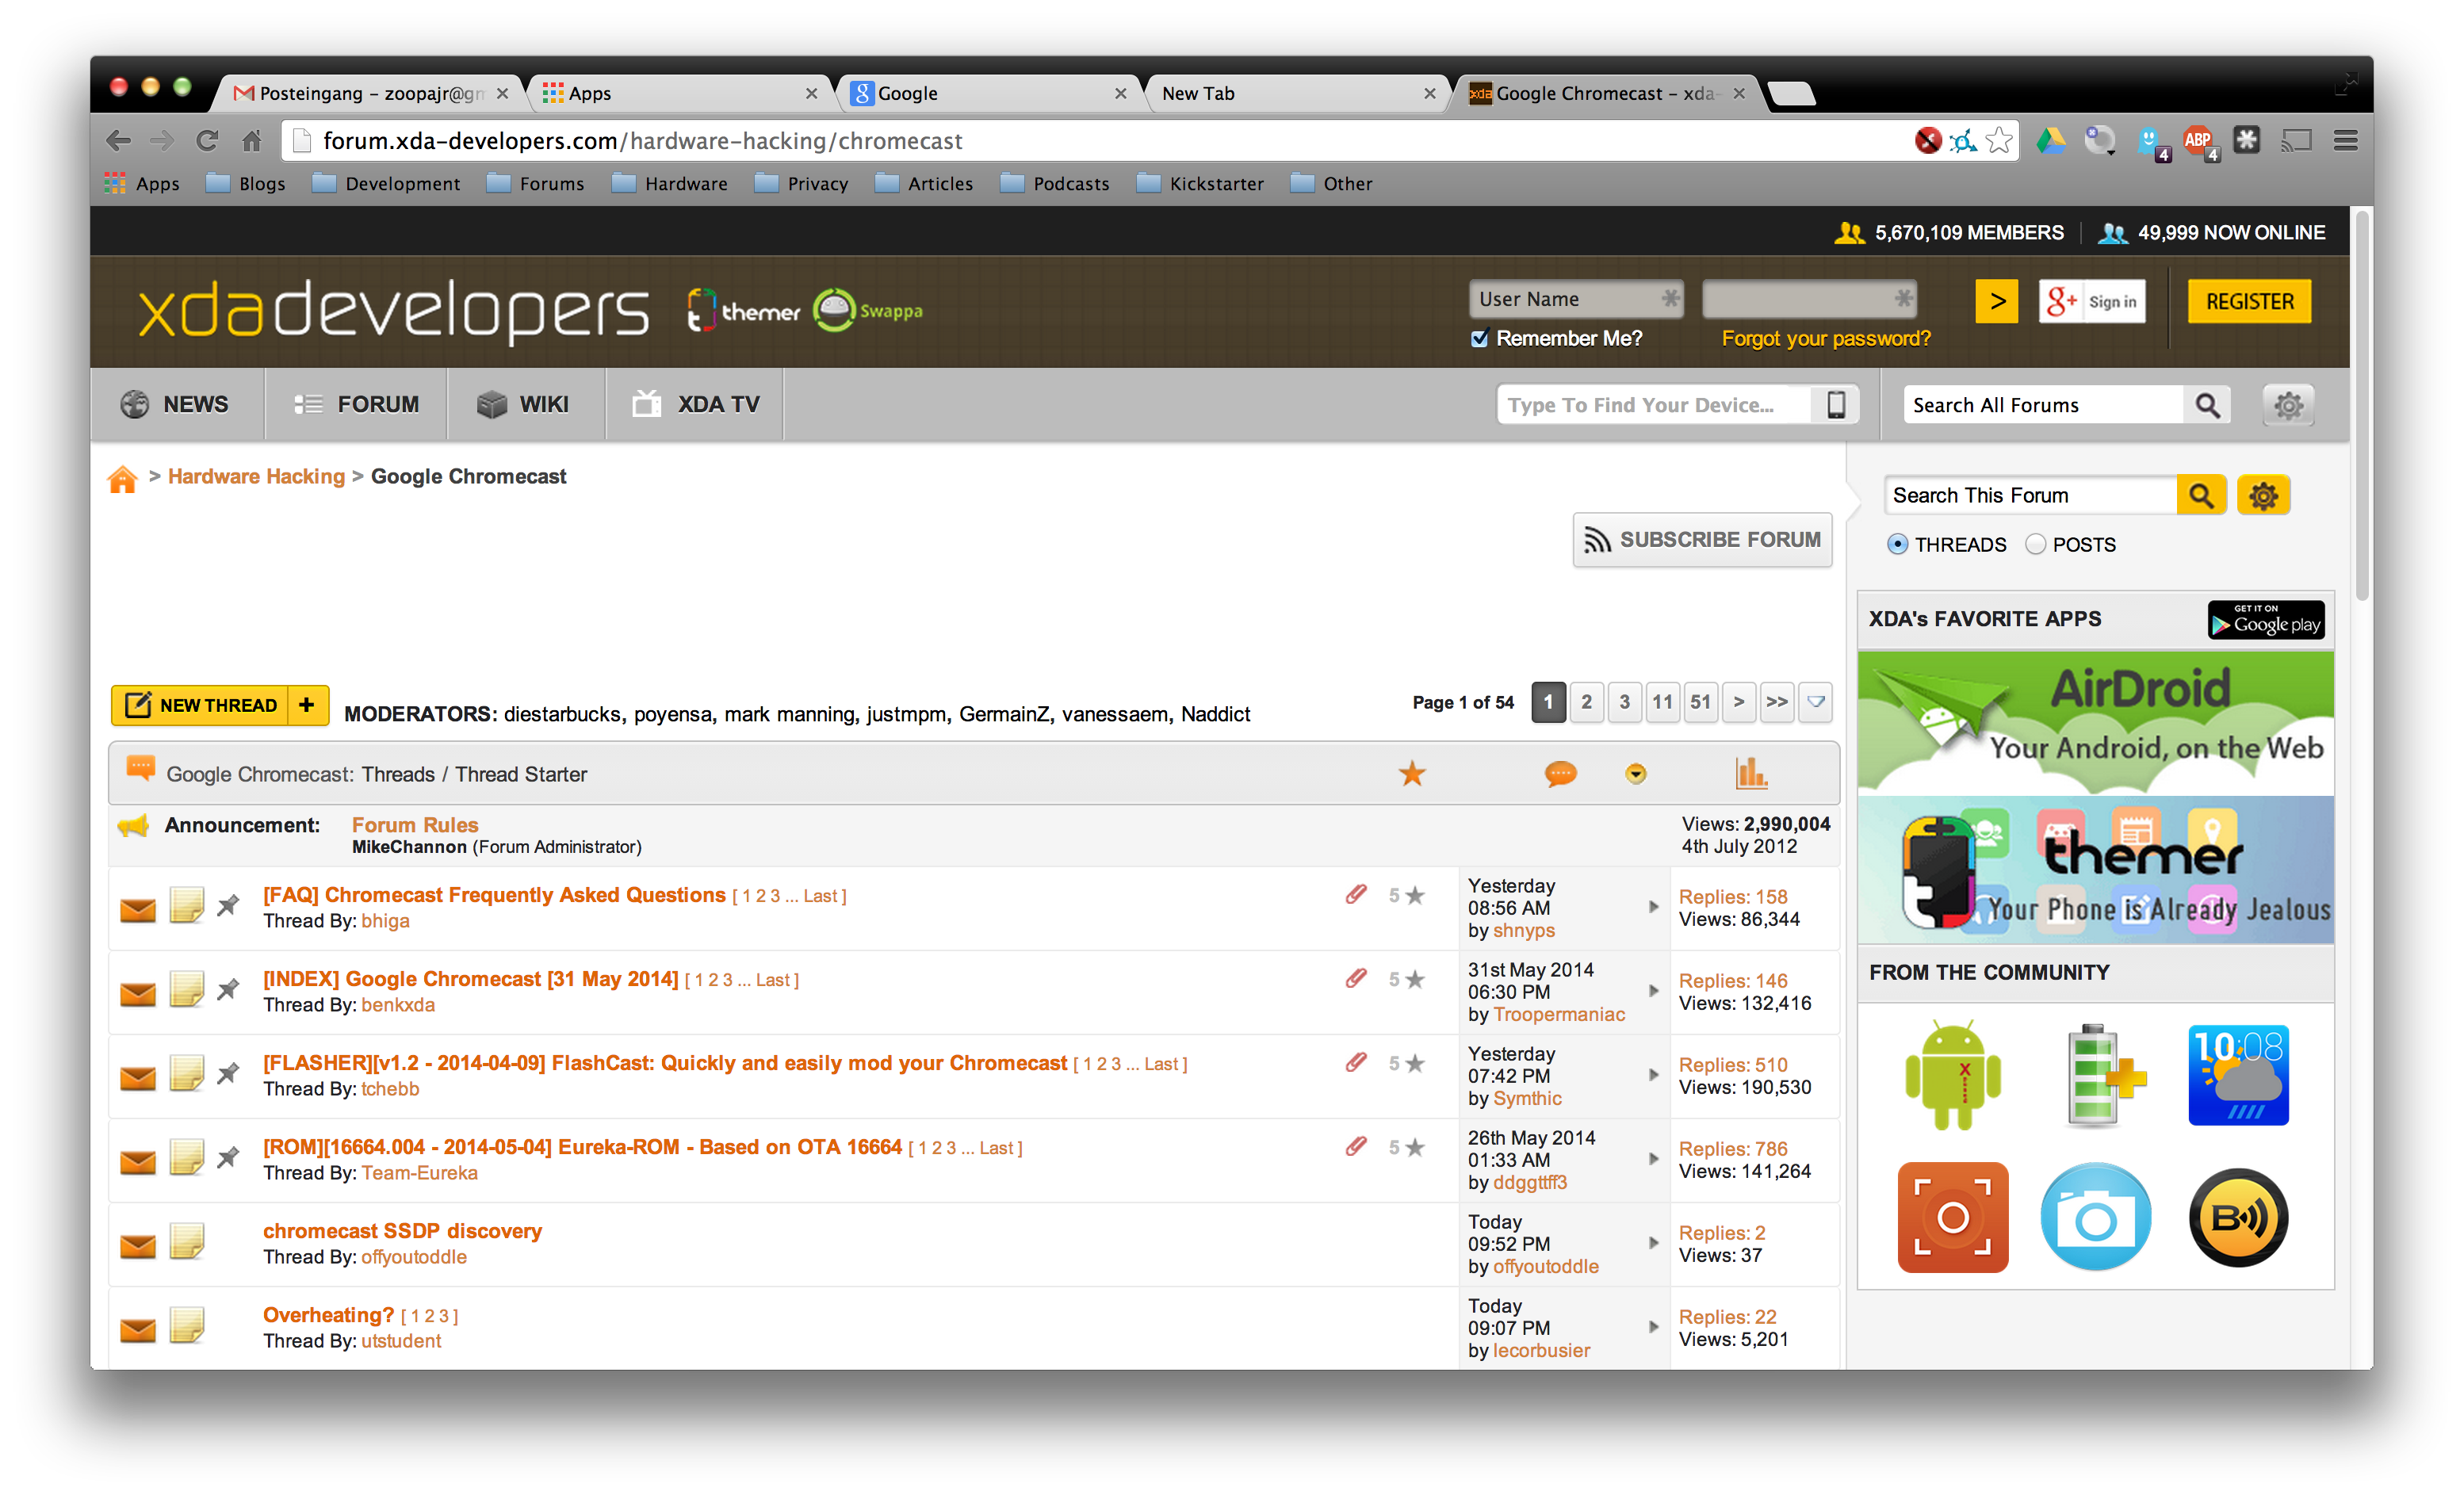 Posteingang – zoopajr@gm
Apps
Google
New Tab
xda Google Chromecast – xda-
forum.xda-developers.com/hardware-hacking/chromecast
4
ABP 4
Apps Blogs Development Forums Hardware Privacy Articles Podcasts Kickstarter Other
5,670,109 MEMBERS 49,999 NOW ONLINE
xdadevelopers themer Swappa
User Name > g+ Sign in REGISTER
Remember Me? Forgot your password?
NEWS FORUM WIKI XDA TV Type To Find Your Device... Search All Forums
> Hardware Hacking > Google Chromecast
Search This Forum
SUBSCRIBE FORUM
THREADS POSTS
XDA's FAVORITE APPS
GET IT ON
Google play
AirDroid
Your Android, on the Web
themer
Your Phone is Already Jealous
FROM THE COMMUNITY
10:08
B
NEW THREAD +
MODERATORS: diestarbucks, poyensa, mark manning, justmpm, GermainZ, vanessaem, Naddict
Page 1 of 54 1 2 3 11 51 > >>
Google Chromecast: Threads / Thread Starter
Announcement: Forum Rules
MikeChannon (Forum Administrator)
Views: 2,990,004
4th July 2012
[FAQ] Chromecast Frequently Asked Questions [ 1 2 3 ... Last ]
Thread By: bhiga
5
Yesterday
08:56 AM
by shnyps
Replies: 158
Views: 86,344
[INDEX] Google Chromecast [31 May 2014] [ 1 2 3 ... Last ]
Thread By: benkxda
5
31st May 2014
06:30 PM
by Troopermaniac
Replies: 146
Views: 132,416
[FLASHER][v1.2 - 2014-04-09] FlashCast: Quickly and easily mod your Chromecast [ 1 2 3 ... Last ]
Thread By: tchebb
5
Yesterday
07:42 PM
by Symthic
Replies: 510
Views: 190,530
[ROM][16664.004 - 2014-05-04] Eureka-ROM - Based on OTA 16664 [ 1 2 3 ... Last ]
Thread By: Team-Eureka
5
26th May 2014
01:33 AM
by ddggttff3
Replies: 786
Views: 141,264
chromecast SSDP discovery
Thread By: offyoutoddle
Today
09:52 PM
by offyoutoddle
Replies: 2
Views: 37
Overheating? [ 1 2 3 ]
Thread By: utstudent
Today
09:07 PM
by lecorbusier
Replies: 22
Views: 5,201